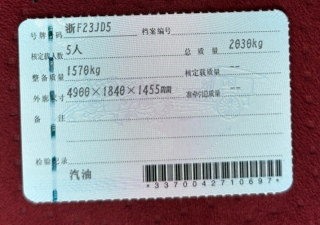 号牌号码 浙F23JD5 档案编号
核定载人数 5人 总质量 2030kg
整备质量 1570kg 核定载质量 --
外廓尺寸 4900×1840×1455mm 准牵引总质量 --
备注
检验记录
汽油
*3370042710697*